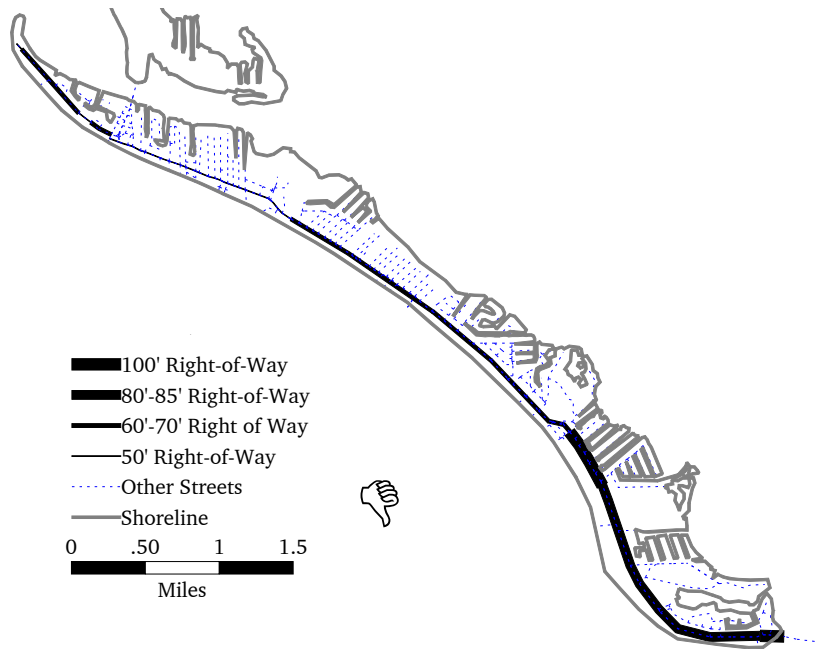 100' Right-of-Way
80'-85' Right-of-Way
60'-70' Right of Way
50' Right-of-Way
Other Streets
Shoreline
0 .50 1 1.5
Miles